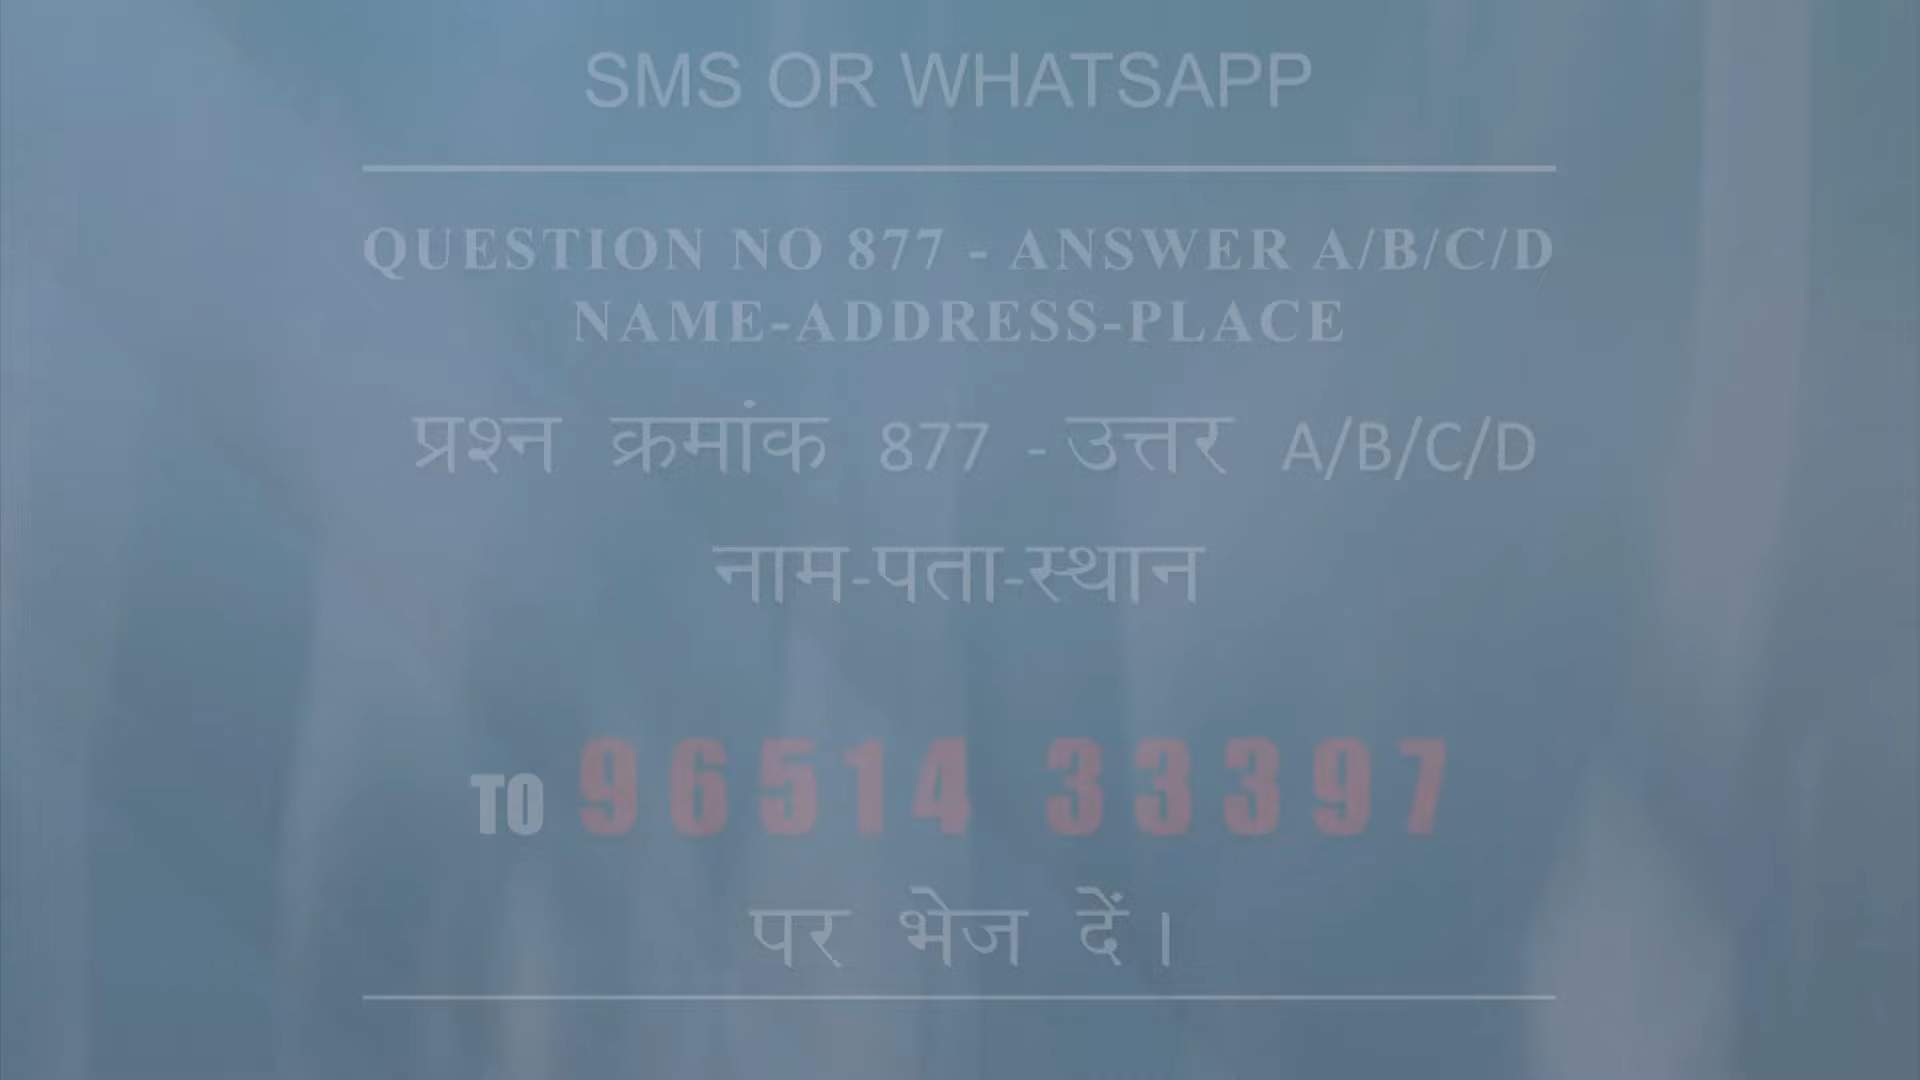 SMS OR WHATSAPP
QUESTION NO 877 - ANSWER A/B/C/D
NAME-ADDRESS-PLACE
प्रश्न क्रमांक 877 - उत्तर A/B/C/D
नाम-पता-स्थान
TO 96514 33397
पर भेज दें।